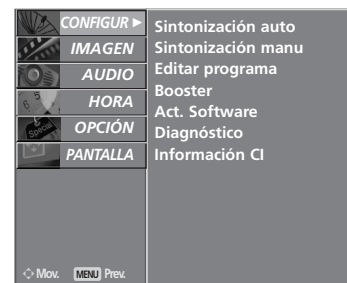 CONFIGUR ►
IMAGEN
AUDIO
HORA
OPCIÓN
PANTALLA
Sintonización auto
Sintonización manu
Editar programa
Booster
Act. Software
Diagnóstico
Información CI
Mov. MENU Prev.